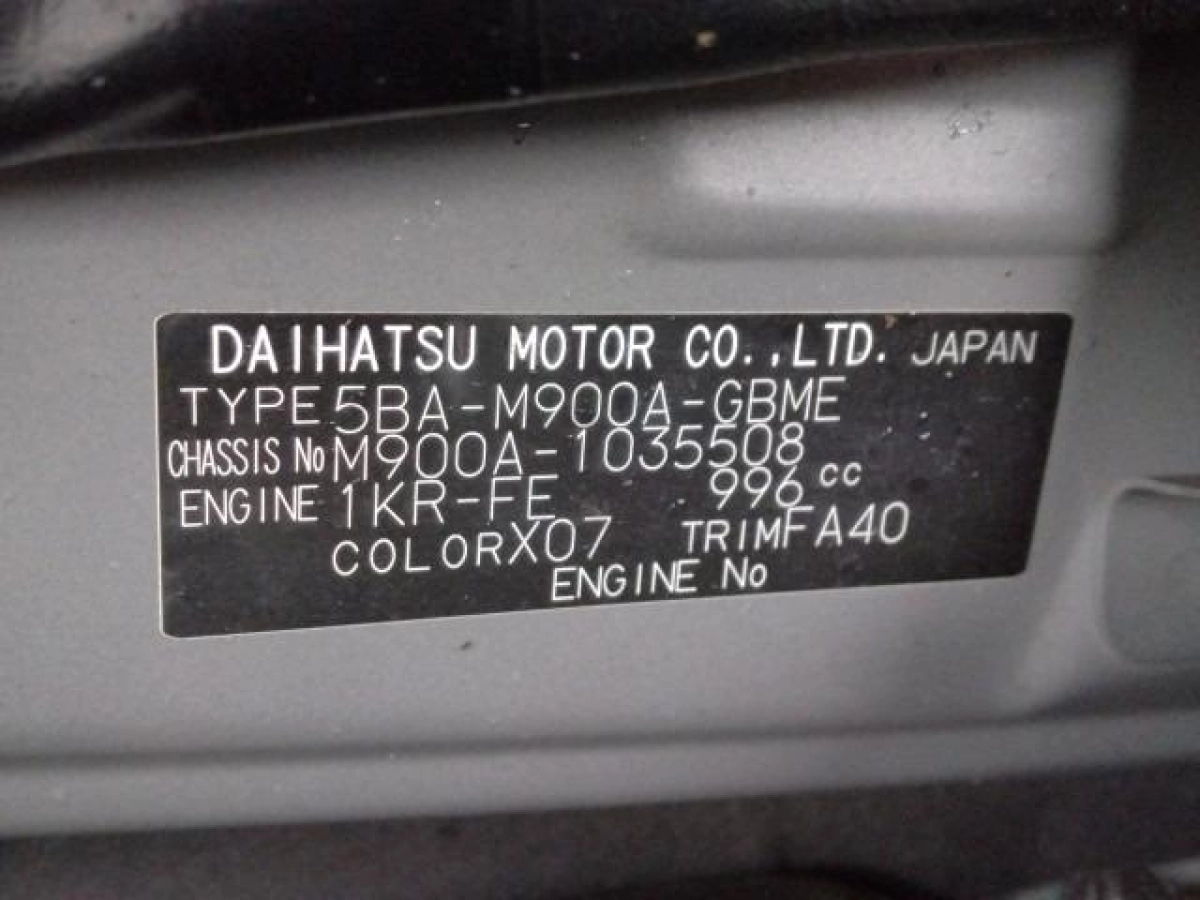 DAIHATSU MOTOR CO.,LTD. JAPAN
TYPE 5BA-M900A-GBME
CHASSIS No M900A-1035508
ENGINE 1KR-FE 996 cc
COLOR X07 TRIM FA40
ENGINE No